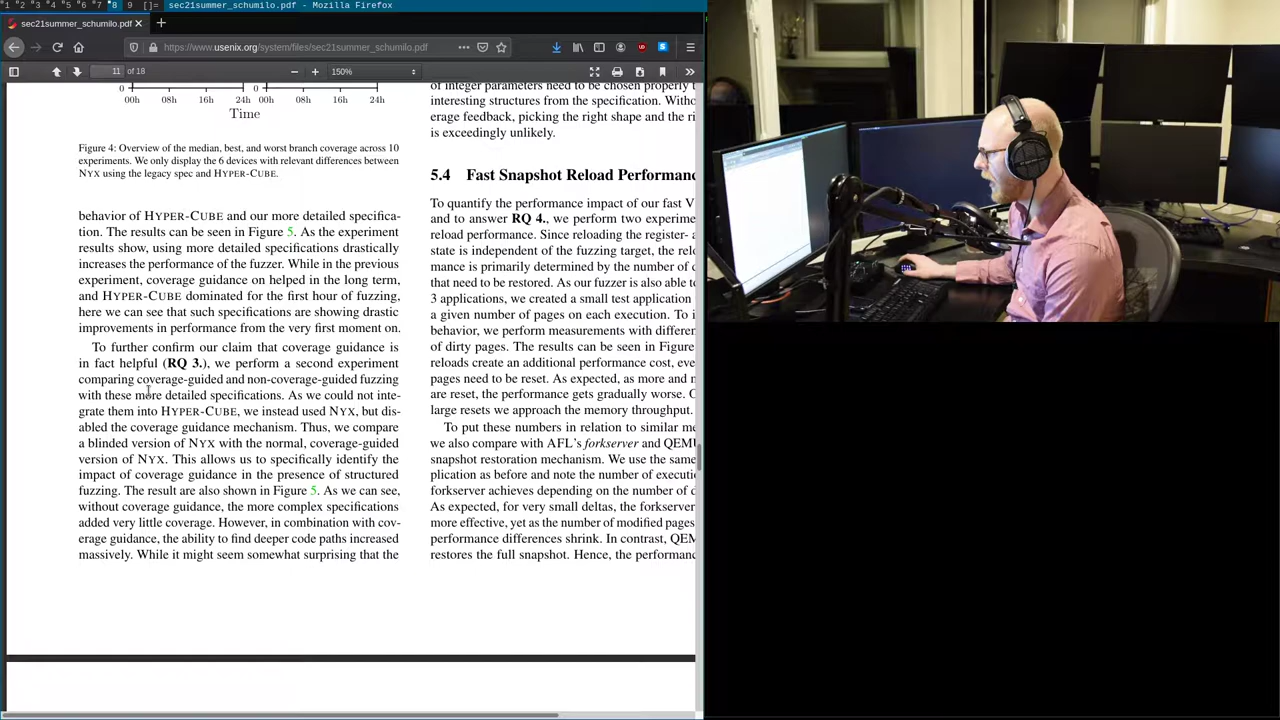 1 2 3 4 5 6 7 8 9 []= sec21summer_schumilo.pdf - Mozilla Firefox
sec21summer_schumilo.pdf
https://www.usenix.org/system/files/sec21summer_schumilo.pdf
11 of 18
150%
0
0
00h 08h 16h 24h 00h 08h 16h 24h
Time
Figure 4: Overview of the median, best, and worst branch coverage across 10
experiments. We only display the 6 devices with relevant differences between
NYX using the legacy spec and HYPER-CUBE.
behavior of HYPER-CUBE and our more detailed specifica-
tion. The results can be seen in Figure 5. As the experiment
results show, using more detailed specifications drastically
increases the performance of the fuzzer. While in the previous
experiment, coverage guidance on helped in the long term,
and HYPER-CUBE dominated for the first hour of fuzzing,
here we can see that such specifications are showing drastic
improvements in performance from the very first moment on.
To further confirm our claim that coverage guidance is
in fact helpful (RQ 3.), we perform a second experiment
comparing coverage-guided and non-coverage-guided fuzzing
with these more detailed specifications. As we could not inte-
grate them into HYPER-CUBE, we instead used NYX, but dis-
abled the coverage guidance mechanism. Thus, we compare
a blinded version of NYX with the normal, coverage-guided
version of NYX. This allows us to specifically identify the
impact of coverage guidance in the presence of structured
fuzzing. The result are also shown in Figure 5. As we can see,
without coverage guidance, the more complex specifications
added very little coverage. However, in combination with cov-
erage guidance, the ability to find deeper code paths increased
massively. While it might seem somewhat surprising that the
of integer parameters need to be chosen properly
interesting structures from the specification. Witho
erage feedback, picking the right shape and the ri
is exceedingly unlikely.
5.4 Fast Snapshot Reload Performanc
To quantify the performance impact of our fast V
and to answer RQ 4., we perform two experime
reload performance. Since reloading the register-
state is independent of the fuzzing target, the relo
mance is primarily determined by the number of
that need to be restored. As our fuzzer is also able t
3 applications, we created a small test application
a given number of pages on each execution. To i
behavior, we perform measurements with differen
of dirty pages. The results can be seen in Figure
reloads create an additional performance cost, eve
pages need to be reset. As expected, as more and m
are reset, the performance gets gradually worse.
large resets we approach the memory throughput.
To put these numbers in relation to similar me
we also compare with AFL's forkserver and QEMU
snapshot restoration mechanism. We use the same
plication as before and note the number of executio
forkserver achieves depending on the number of d
As expected, for very small deltas, the forkserver
more effective, yet as the number of modified pages
performance differences shrink. In contrast, QEM
restores the full snapshot. Hence, the performanc